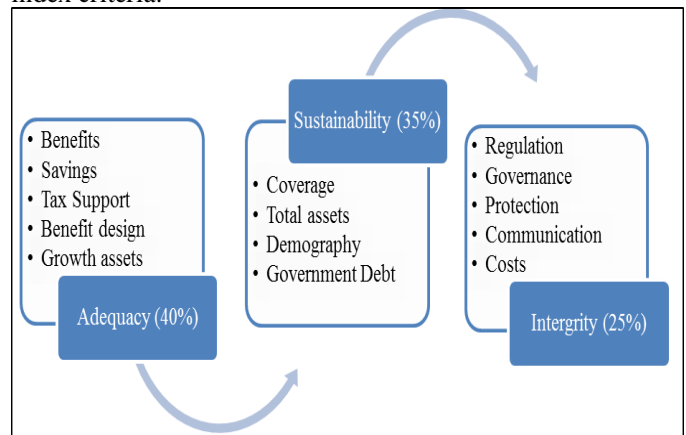 index criteria.
• Benefits
• Savings
• Tax Support
• Benefit design
• Growth assets
Adequacy (40%)
Sustainability (35%)
• Coverage
• Total assets
• Demography
• Government Debt
• Regulation
• Governance
• Protection
• Communication
• Costs
Intergrity (25%)